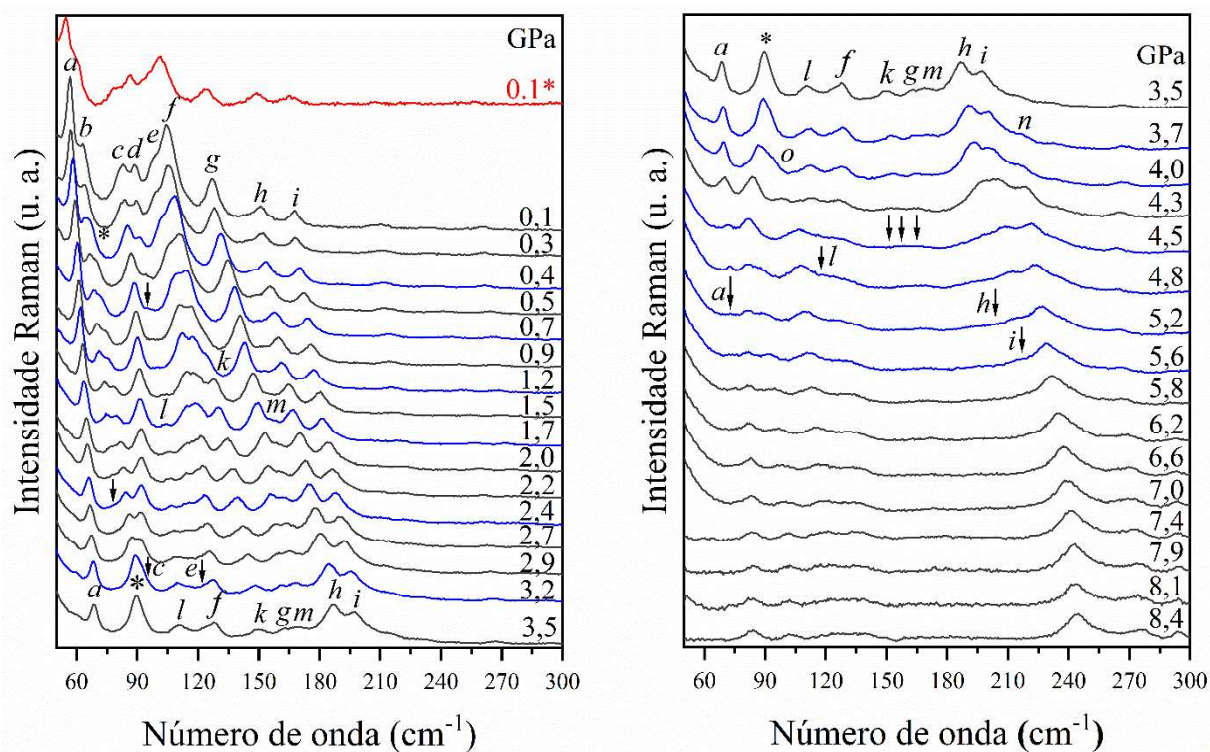 GPa
0.1*
a
b
c d
e
f
g
h
i
0,1
0,3
*
0,4
0,5
0,7
0,9
k
1,2
1,5
l
m
1,7
2,0
2,2
2,4
2,7
2,9
c
e
3,2
a
*
l
f
k
g m
h
i
3,5
60 90 120 150 180 210 240 270 300
Número de onda (cm-1)
Intensidade Raman (u. a.)
GPa
a
*
l
f
k
g m
h
i
3,5
n
3,7
o
4,0
4,3
4,5
l
4,8
a
h
5,2
i
5,6
5,8
6,2
6,6
7,0
7,4
7,9
8,1
8,4
60 90 120 150 180 210 240 270 300
Número de onda (cm-1)
Intensidade Raman (u. a.)